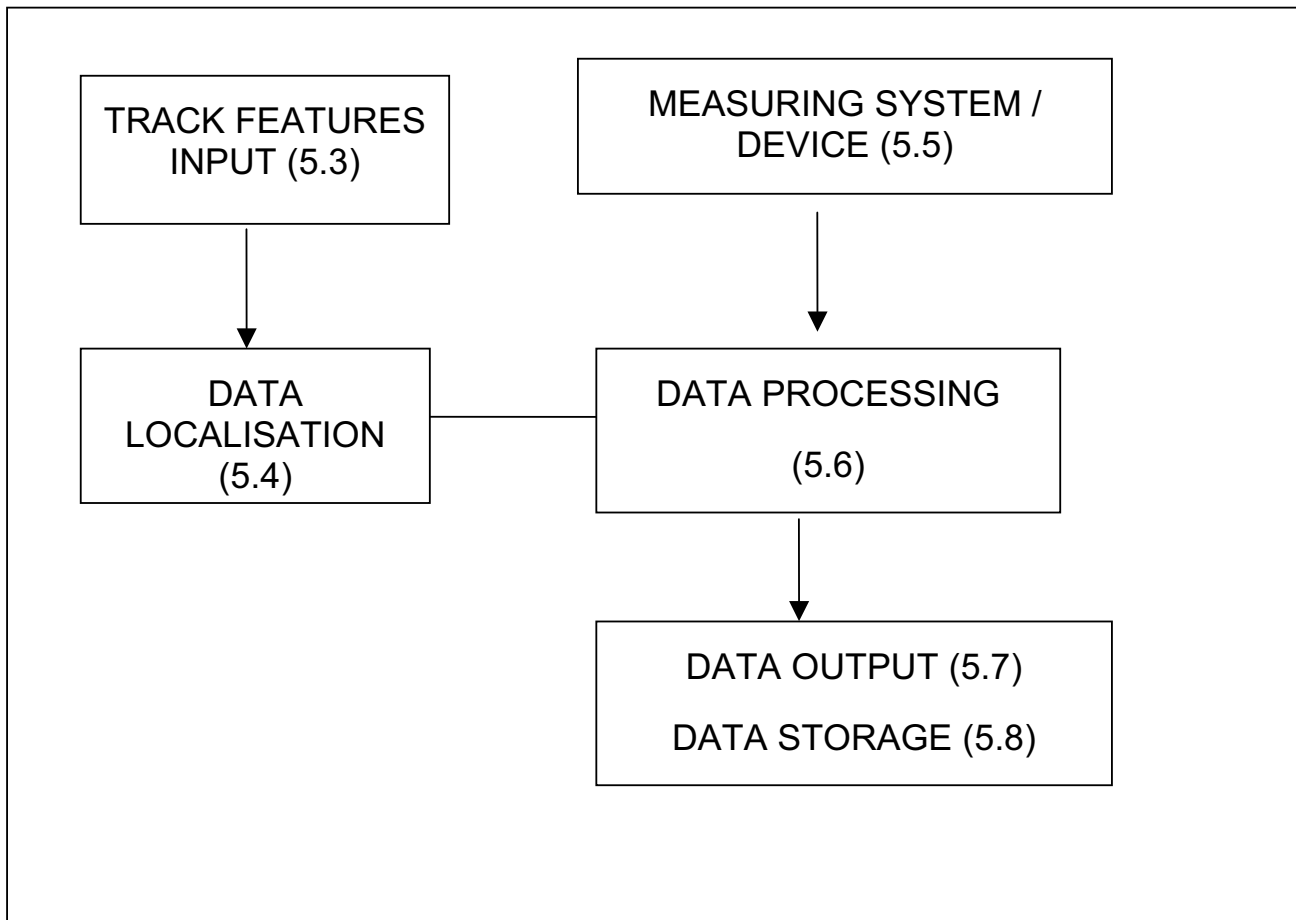 TRACK FEATURES
INPUT (5.3)
MEASURING SYSTEM /
DEVICE (5.5)
DATA
LOCALISATION
(5.4)
DATA PROCESSING
(5.6)
DATA OUTPUT (5.7)
DATA STORAGE (5.8)